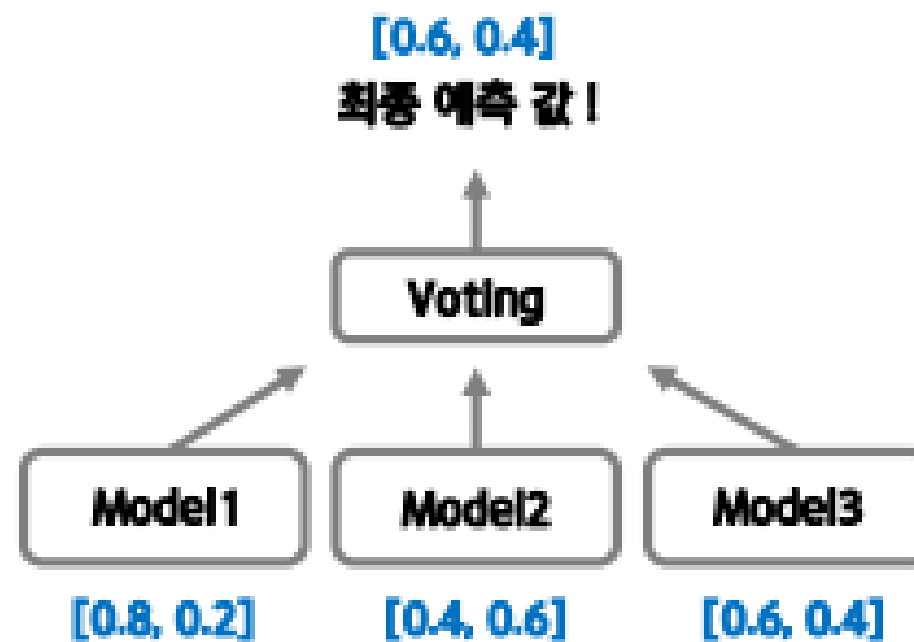 [0.6, 0.4]
최종 예측 값 !
Voting
Model1
Model2
Model3
[0.8, 0.2]
[0.4, 0.6]
[0.6, 0.4]